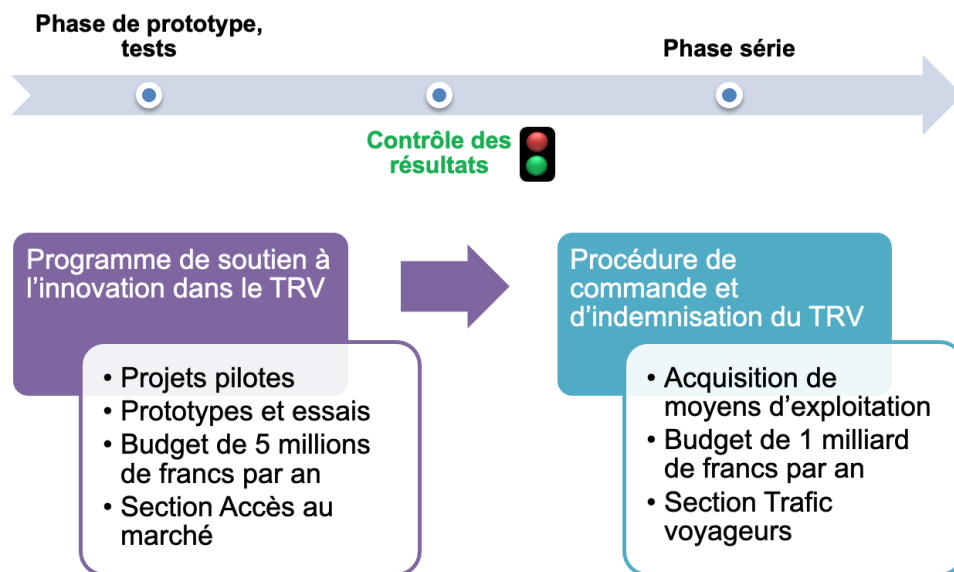 Phase de prototype,
tests
Phase série
Contrôle des
résultats
Programme de soutien à
l’innovation dans le TRV
• Projets pilotes
• Prototypes et essais
• Budget de 5 millions
de francs par an
• Section Accès au
marché
Procédure de
commande et
d’indemnisation du TRV
• Acquisition de
moyens d’exploitation
• Budget de 1 milliard
de francs par an
• Section Trafic
voyageurs